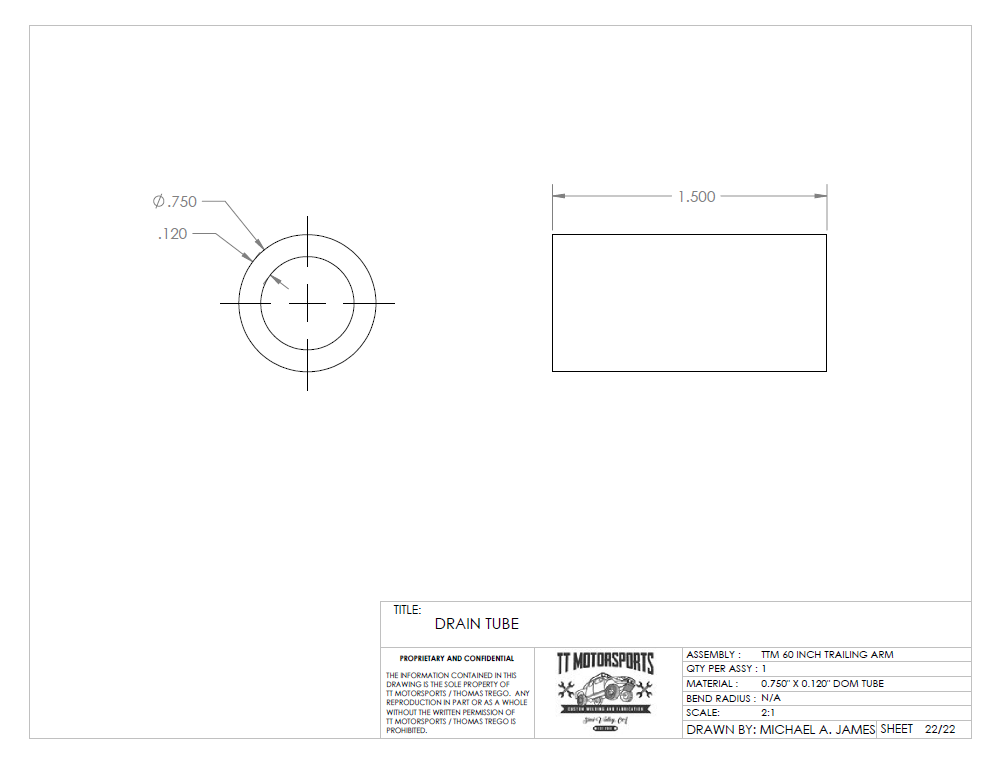 Ø.750
.120
1.500
TITLE:
DRAIN TUBE
PROPRIETARY AND CONFIDENTIAL
THE INFORMATION CONTAINED IN THIS
DRAWING IS THE SOLE PROPERTY OF
TT MOTORSPORTS / THOMAS TREGO. ANY
REPRODUCTION IN PART OR AS A WHOLE
WITHOUT THE WRITTEN PERMISSION OF
TT MOTORSPORTS / THOMAS TREGO IS
PROHIBITED.
TT MOTORSPORTS
CUSTOM WELDING AND FABRICATION
ASSEMBLY : TTM 60 INCH TRAILING ARM
QTY PER ASSY : 1
MATERIAL : 0.750" X 0.120" DOM TUBE
BEND RADIUS : N/A
SCALE: 2:1
DRAWN BY: MICHAEL A. JAMES SHEET 22/22